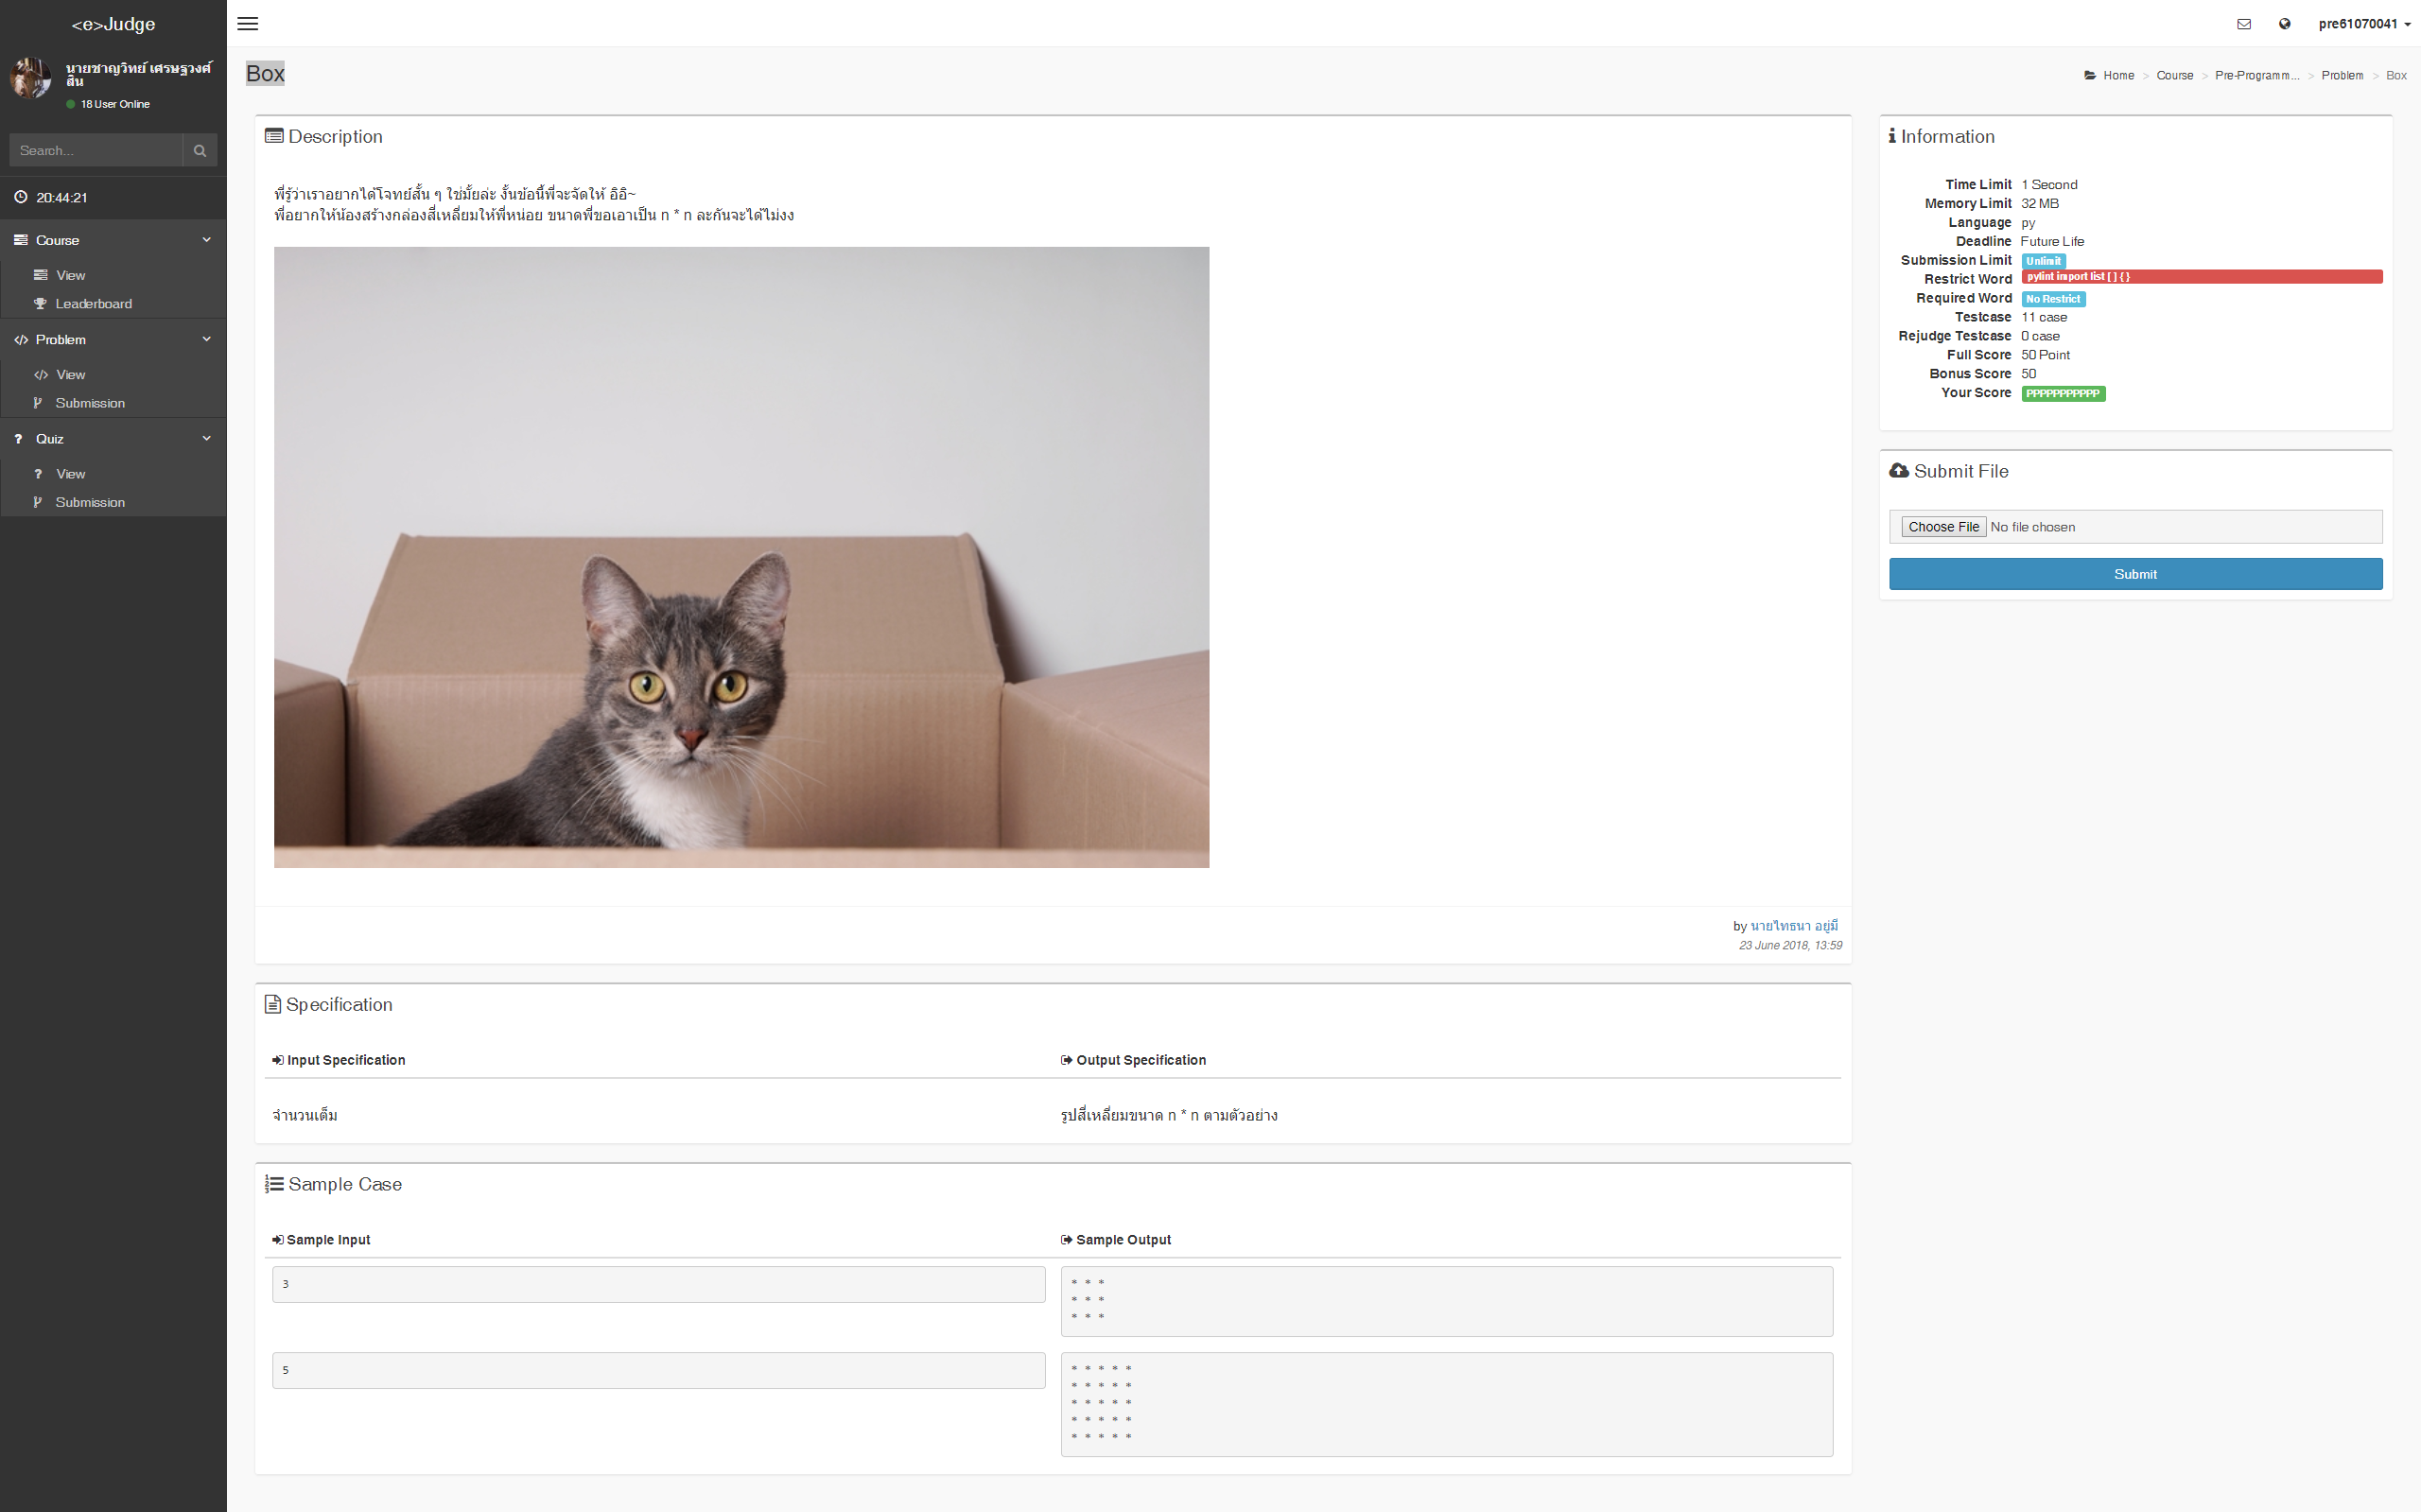 <e>Judge
pre61070041
นายชาญวิทย์ เศรษฐวงศ์
สิน
18 User Online
Search...
20:44:21
Course
View
Leaderboard
Problem
View
Submission
Quiz
View
Submission
Box
Home > Course > Pre-Programm... > Problem > Box
Description
พี่รู้ว่าเราอยากได้โจทย์สั้น ๆ ใช่มั้ยล่ะ งั้นข้อนี้พี่จะจัดให้ อิอิ~
พี่อยากให้น้องสร้างกล่องสี่เหลี่ยมให้พี่หน่อย ขนาดพี่ขอเอาเป็น n * n ละกันจะได้ไม่งง
by นายไทธนา อยู่มี
23 June 2018, 13:59
Specification
Input Specification
Output Specification
จำนวนเต็ม
รูปสี่เหลี่ยมขนาด n * n ตามตัวอย่าง
Sample Case
Sample Input
Sample Output
3
* * *
* * *
* * *
5
* * * * *
* * * * *
* * * * *
* * * * *
* * * * *
Information
Time Limit 1 Second
Memory Limit 32 MB
Language py
Deadline Future Life
Submission Limit Unlimit
Restrict Word pylint import list [ ] { }
Required Word No Restrict
Testcase 11 case
Rejudge Testcase 0 case
Full Score 50 Point
Bonus Score 50
Your Score PPPPPPPPPPP
Submit File
Choose File No file chosen
Submit